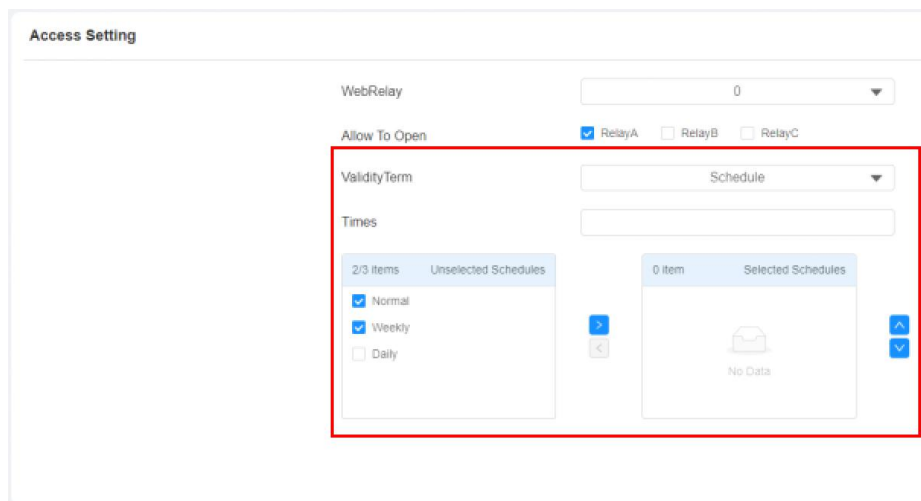 Access Setting
WebRelay 0
Allow To Open RelayA RelayB RelayC
ValidityTerm Schedule
Times
2/3 items Unselected Schedules 0 item Selected Schedules
Normal
Weekly
Daily
No Data